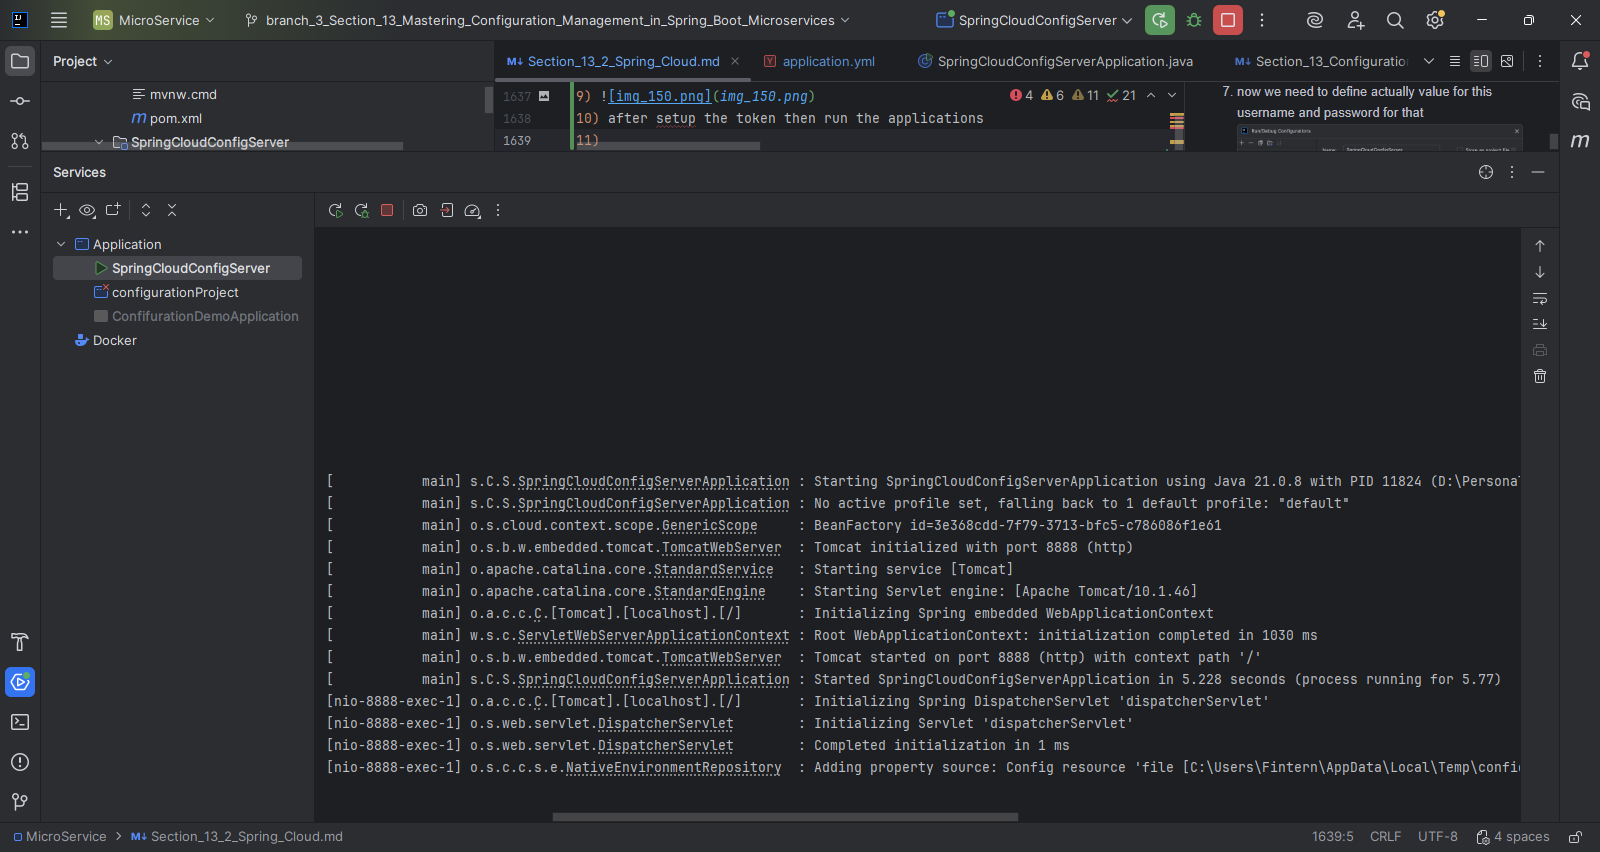 MS MicroService
branch_3_Section_13_Mastering_Configuration_Management_in_Spring_Boot_Microservices
SpringCloudConfigServer
Project
Section_13_2_Spring_Cloud.md
application.yml
SpringCloudConfigServerApplication.java
Section_13_Configuratio
mvnw.cmd
pom.xml
SpringCloudConfigServer
1637 9) ![img_150.png](img_150.png)
1638 10) after setup the token then run the applications
1639 11)
4 6 11 21
7. now we need to define actually value for this
username and password for that
Run/Debug Configurations
Services
Application
SpringCloudConfigServer
configurationProject
ConfifurationDemoApplication
Docker
[           main] s.C.S.SpringCloudConfigServerApplication : Starting SpringCloudConfigServerApplication using Java 21.0.8 with PID 11824 (D:\Personal
[           main] s.C.S.SpringCloudConfigServerApplication : No active profile set, falling back to 1 default profile: "default"
[           main] o.s.cloud.context.scope.GenericScope     : BeanFactory id=3e368cdd-7f79-3713-bfc5-c786086f1e61
[           main] o.s.b.w.embedded.tomcat.TomcatWebServer  : Tomcat initialized with port 8888 (http)
[           main] o.apache.catalina.core.StandardService   : Starting service [Tomcat]
[           main] o.apache.catalina.core.StandardEngine    : Starting Servlet engine: [Apache Tomcat/10.1.46]
[           main] o.a.c.c.C.[Tomcat].[localhost].[/]       : Initializing Spring embedded WebApplicationContext
[           main] w.s.c.ServletWebServerApplicationContext : Root WebApplicationContext: initialization completed in 1030 ms
[           main] o.s.b.w.embedded.tomcat.TomcatWebServer  : Tomcat started on port 8888 (http) with context path '/'
[           main] s.C.S.SpringCloudConfigServerApplication : Started SpringCloudConfigServerApplication in 5.228 seconds (process running for 5.77)
[nio-8888-exec-1] o.a.c.c.C.[Tomcat].[localhost].[/]       : Initializing Spring DispatcherServlet 'dispatcherServlet'
[nio-8888-exec-1] o.s.web.servlet.DispatcherServlet        : Initializing Servlet 'dispatcherServlet'
[nio-8888-exec-1] o.s.web.servlet.DispatcherServlet        : Completed initialization in 1 ms
[nio-8888-exec-1] o.s.c.c.s.e.NativeEnvironmentRepository  : Adding property source: Config resource 'file [C:\Users\Fintern\AppData\Local\Temp\config
MicroService
Section_13_2_Spring_Cloud.md
1639:5
CRLF
UTF-8
4 spaces